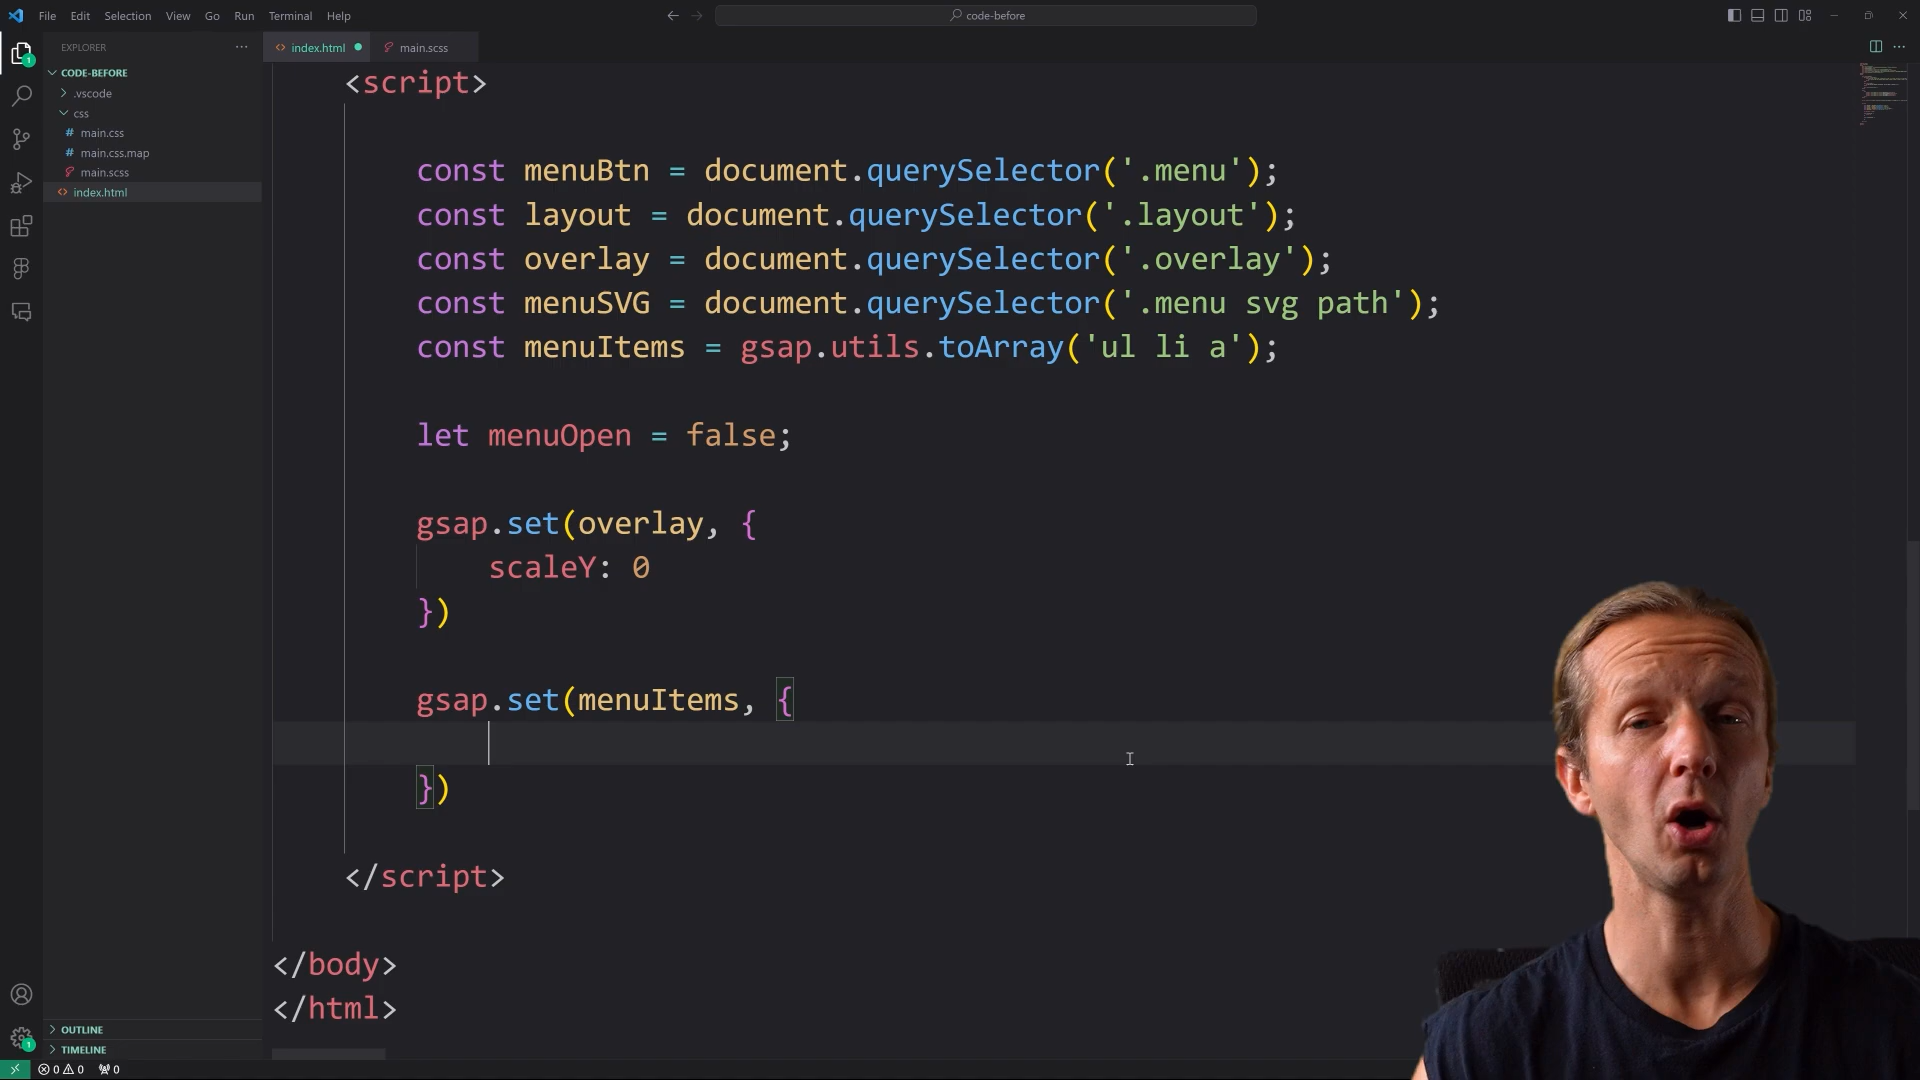 File Edit Selection View Go Run Terminal Help
code-before
EXPLORER
CODE-BEFORE
.vscode
css
# main.css
# main.css.map
main.scss
<> index.html
<> index.html
main.scss
<script>
const menuBtn = document.querySelector('.menu');
const layout = document.querySelector('.layout');
const overlay = document.querySelector('.overlay');
const menuSVG = document.querySelector('.menu svg path');
const menuItems = gsap.utils.toArray('ul li a');
let menuOpen = false;
gsap.set(overlay, {
scaleY: 0
})
gsap.set(menuItems, {
})
</script>
</body>
</html>
1
1
OUTLINE
TIMELINE
0 0 0